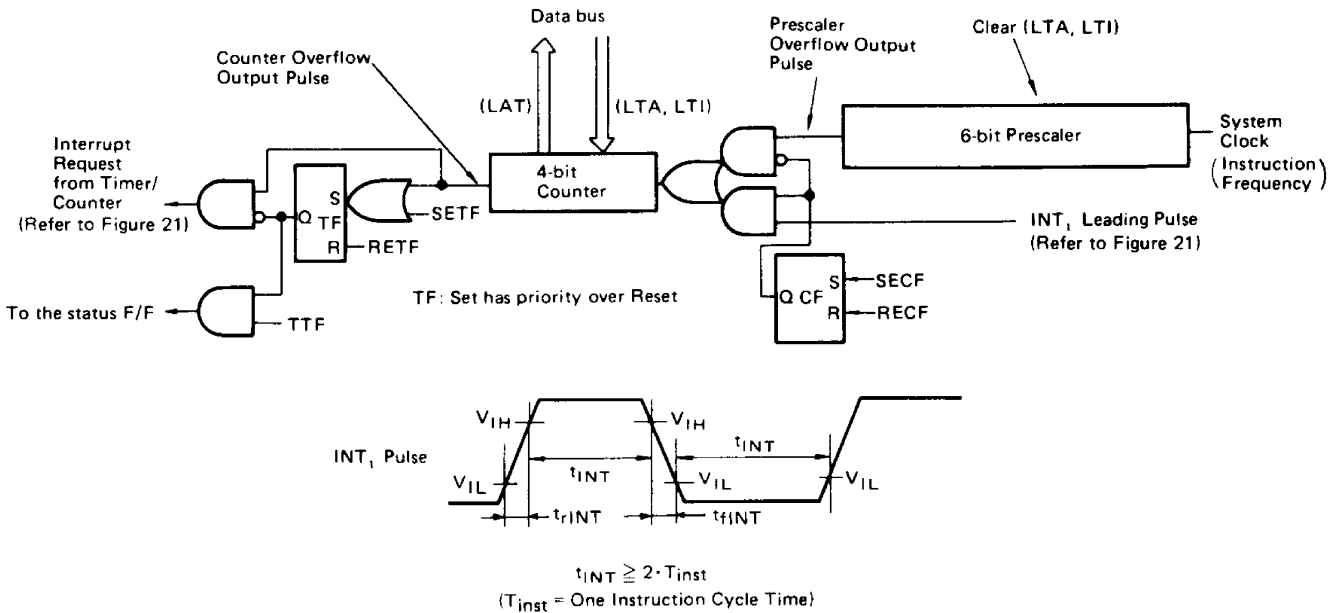 Data bus
Counter Overflow
Output Pulse
(LAT)
(LTA, LTI)
Prescaler
Overflow Output
Pulse
Clear (LTA, LTI)
6-bit Prescaler
System
Clock
(Instruction
Frequency)
Interrupt
Request
from Timer/
Counter
(Refer to Figure 21)
4-bit
Counter
S
Q
TF
R
SETF
RETF
INT₁ Leading Pulse
(Refer to Figure 21)
To the status F/F
TTF
TF: Set has priority over Reset
Q CF
S
R
SECF
RECF
INT₁ Pulse
VIH
VIL
tINT
trINT
VIH
VIL
tfINT
tINT
VIL
tINT ≧ 2·Tinst
(Tinst = One Instruction Cycle Time)